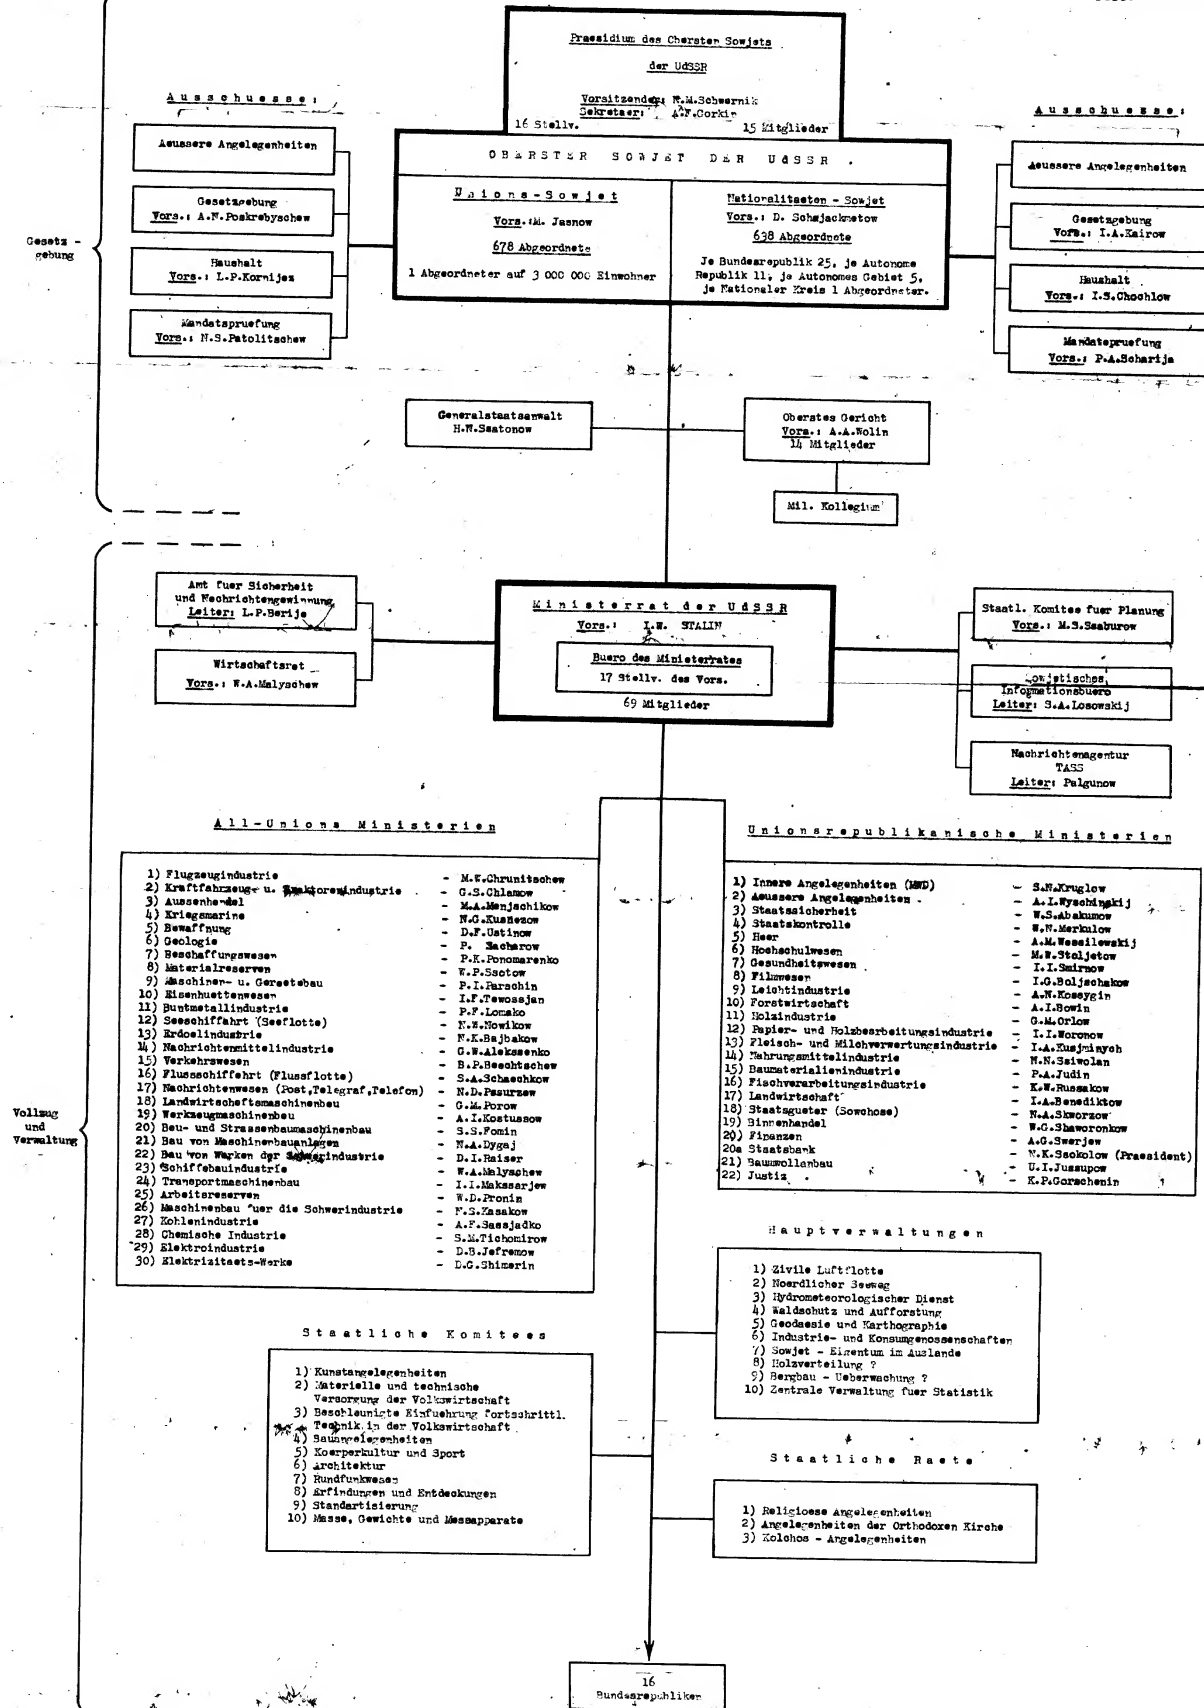 Praesidium des Obersten Sowjets
der UdSSR
Vorsitzender: N.M.Schwernik
Sekretaer: A.F.Gorkin
16 Stellv. 15 Mitglieder
OBERSTER SOWJET DER UdSSR.
Unions-Sowjet
Vors.: M. Jasnow
678 Abgeordnete
1 Abgeordneter auf 3 000 000 Einwohner
Nationalitaeten - Sowjet
Vors.: D. Schajachmetow
638 Abgeordnete
Je Bundesrepublik 25, je Autonome
Republik 11, je Autonomes Gebiet 5,
je Nationaler Kreis 1 Abgeordneter.
Gesetz -
gebung
Ausschuesse:
Aeussere Angelegenheiten
Gesetzgebung
Vors.: A.N.Poskrebyschew
Haushalt
Vors.: L.P.Kornijez
Mandatspruefung
Vors.: N.S.Patolitschew
Ausschuesse:
Aeussere Angelegenheiten
Gesetzgebung
Vors.: I.A.Kairow
Haushalt
Vors.: I.S.Chochlow
Mandatspruefung
Vors.: P.A.Scharija
Generalstaatsanwalt
H.W.Saatonow
Oberstes Gericht
Vors.: A.A.Wolin
14 Mitglieder
Mil. Kollegium
Vollzug
und
Verwaltung
Amt fuer Sicherheit
und Nachrichtengewinnung
Leiter: L.P.Berija
Wirtschaftsrat
Vors.: W.A.Malyschew
Ministerrat der UdSSR
Vors.: I.W. STALIN
Buero des Ministerrates
17 Stellv. des Vors.
69 Mitglieder
Staatl. Komitee fuer Planung
Vors.: M.S.Saaburow
Sowjetisches
Informationsbuero
Leiter: S.A.Losowskij
Nachrichtenagentur
TASS
Leiter: Palgunow
All-Unions Ministerien
1) Flugzeugindustrie - M.W.Chrunitschew
2) Kraftfahrzeug- u. Traktorenindustrie - G.S.Chlamow
3) Aussenhandel - M.A.Menjschikow
4) Kriegsmarine - N.G.Kusnezow
5) Bewaffnung - D.F.Ustinow
6) Geologie - P. Sacharow
7) Beschaffungswesen - P.K.Ponomarenko
8) Materialreserven - W.P.Ssotow
9) Maschinen- u. Geraetebau - P.I.Parschin
10) Eisenhuettenwesen - I.F.Tewossjan
11) Buntmetallindustrie - P.F.Lomako
12) Seeschiffahrt (Seeflotte) - N.W.Nowikow
13) Erdoelindustrie - N.K.Bajbakow
14) Nachrichtenmittelindustrie - G.W.Alekssenko
15) Verkehrswesen - B.P.Beschtschew
16) Flussschiffahrt (Flussflotte) - S.A.Schaschkow
17) Nachrichtenwesen (Post,Telegraf,Telefon) - N.D.Psurzew
18) Landwirtschaftsmaschinenbau - G.M.Porow
19) Werkzeugmaschinenbau - A.I.Kostussow
20) Bau- und Strassenbaumaschinenbau - S.S.Fomin
21) Bau von Maschinenbauanlagen - N.A.Dygaj
22) Bau von Werken der Schwerindustrie - D.I.Raiser
23) Schiffsbauindustrie - W.A.Malyschew
24) Transportmaschinenbau - I.I.Makssarjew
25) Arbeitsreserven - W.D.Pronin
26) Maschinenbau fuer die Schwerindustrie - N.S.Kasakow
27) Kohlenindustrie - A.F.Sassjadko
28) Chemische Industrie - S.M.Tichomirow
29) Elektroindustrie - D.B.Jefremow
30) Elektrizitaets-Werke - D.G.Shimerin
Unionsrepublikanische Ministerien
1) Innere Angelegenheiten (MWD) - S.N.Kruglow
2) Aeussere Angelegenheiten - A.I.Wyschinskij
3) Staatssicherheit - W.S.Abakumow
4) Staatskontrolle - W.N.Merkulow
5) Heer - A.M.Wassilewskij
6) Hochschulwesen - M.W.Stoljetow
7) Gesundheitswesen - I.I.Smirnow
8) Filmwesen - I.G.Boljschakow
9) Leichtindustrie - A.N.Kossygin
10) Forstwirtschaft - A.I.Bowin
11) Holzindustrie - G.M.Orlow
12) Papier- und Holzbearbeitungsindustrie - I.I.Woronow
13) Fleisch- und Milchverwertungsindustrie - I.A.Kusjminych
14) Nahrungsmittelindustrie - N.N.Ssiwolan
15) Baumaterialienindustrie - P.A.Judin
16) Fischverarbeitungsindustrie - K.W.Russakow
17) Landwirtschaft - I.A.Benediktow
18) Staatsgueter (Sowchose) - N.A.Skworzow
19) Binnenhandel - W.G.Shaworonkow
20) Finanzen - A.G.Swerjew
20a Staatsbank - N.K.Ssokolow (Praesident)
21) Baumwollanbau - U.I.Jussupow
22) Justiz - K.P.Gorschenin
Hauptverwaltungen
1) Zivile Luftflotte
2) Noerdlicher Seeweg
3) Hydrometeorologischer Dienst
4) Waldschutz und Aufforstung
5) Geodaesie und Karthographie
6) Industrie- und Konsumgenossenschaften
7) Sowjet - Eigentum im Auslande
8) Holzverteilung ?
9) Bergbau - Ueberwachung ?
10) Zentrale Verwaltung fuer Statistik
Staatliche Komitees
1) Kunstangelegenheiten
2) Materielle und technische
Versorgung der Volkswirtschaft
3) Beschleunigte Einfuehrung fortschrittl.
Technik in der Volkswirtschaft
4) Bauangelegenheiten
5) Koerperkultur und Sport
6) Architektur
7) Rundfunkwesen
8) Erfindungen und Entdeckungen
9) Standartisierung
10) Masse, Gewichte und Messapparate
Staatliche Raete
1) Religioese Angelegenheiten
2) Angelegenheiten der Orthodoxen Kirche
3) Kolchos - Angelegenheiten
16
Bundesrepubliken